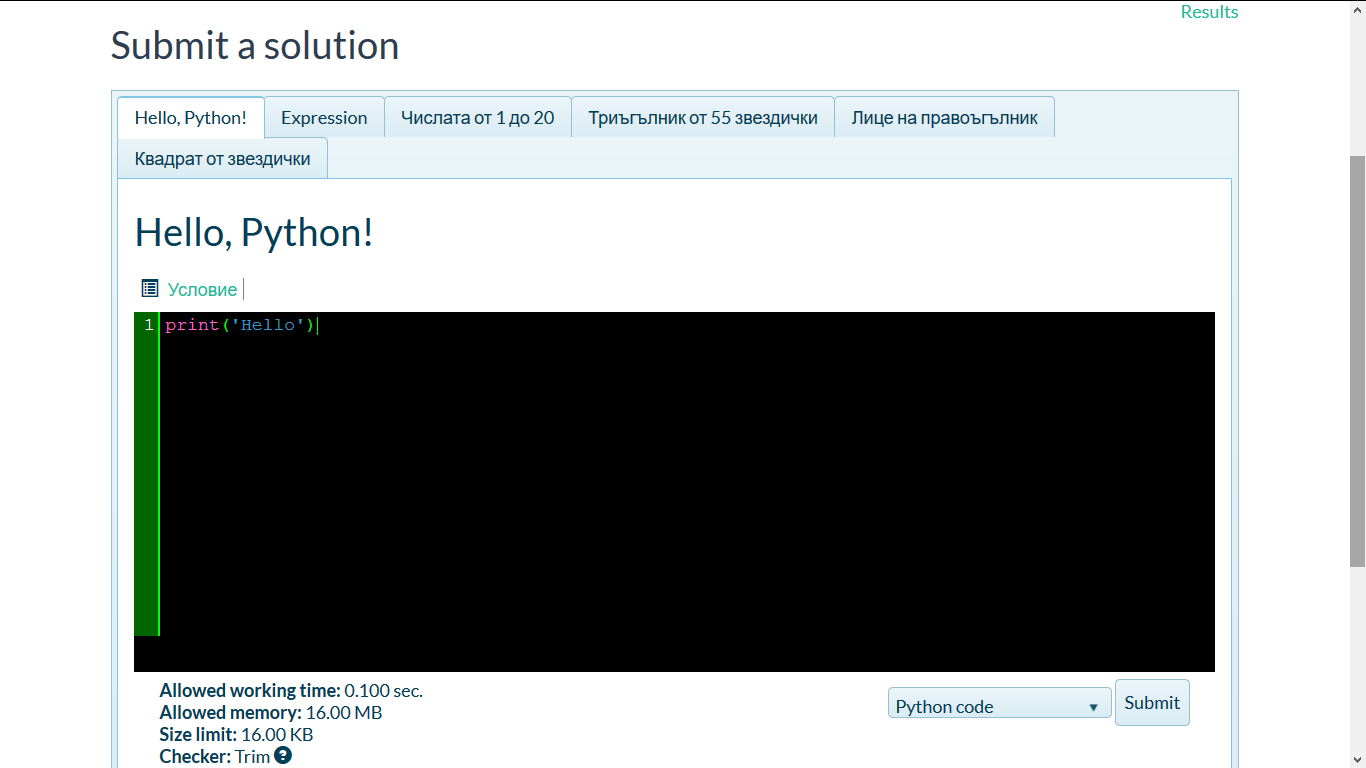 Results
Submit a solution
Hello, Python! Expression Числата от 1 до 20 Триъгълник от 55 звездички Лице на правоъгълник
Квадрат от звездички
Hello, Python!
Условие
1 print('Hello')
Allowed working time: 0.100 sec.
Allowed memory: 16.00 MB
Size limit: 16.00 KB
Checker: Trim ?
Python code Submit